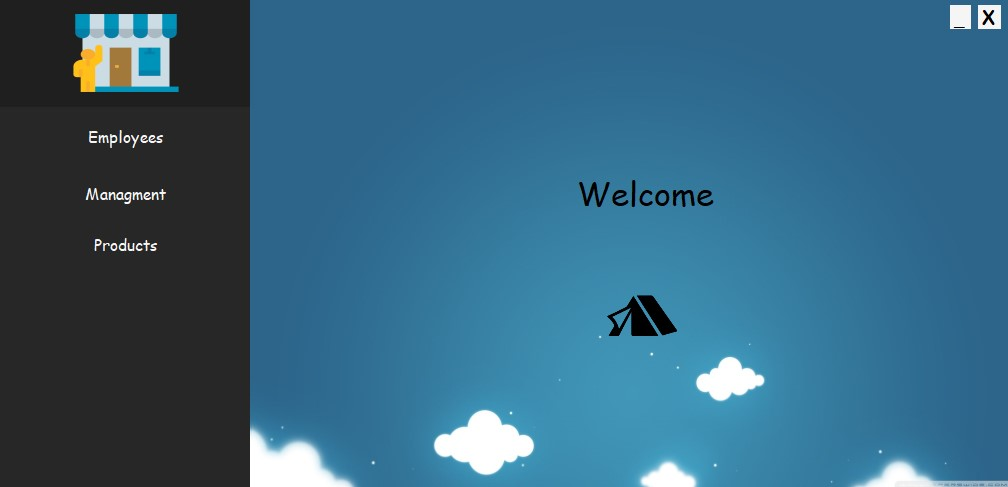 _ X
Employees
Managment
Products
Welcome